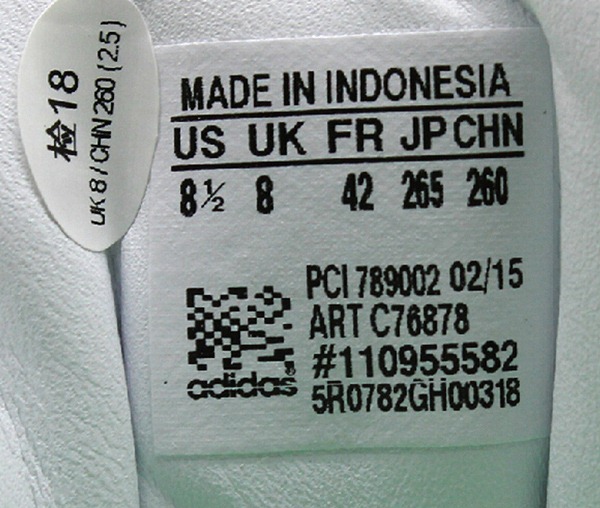 检18
UK 8 / CHN 260 {2.5}
MADE IN INDONESIA
US UK FR JP CHN
8½ 8 42 265 260
PCI 789002 02/15
ART C76878
#110955582
5R0782GH00318
adidas®